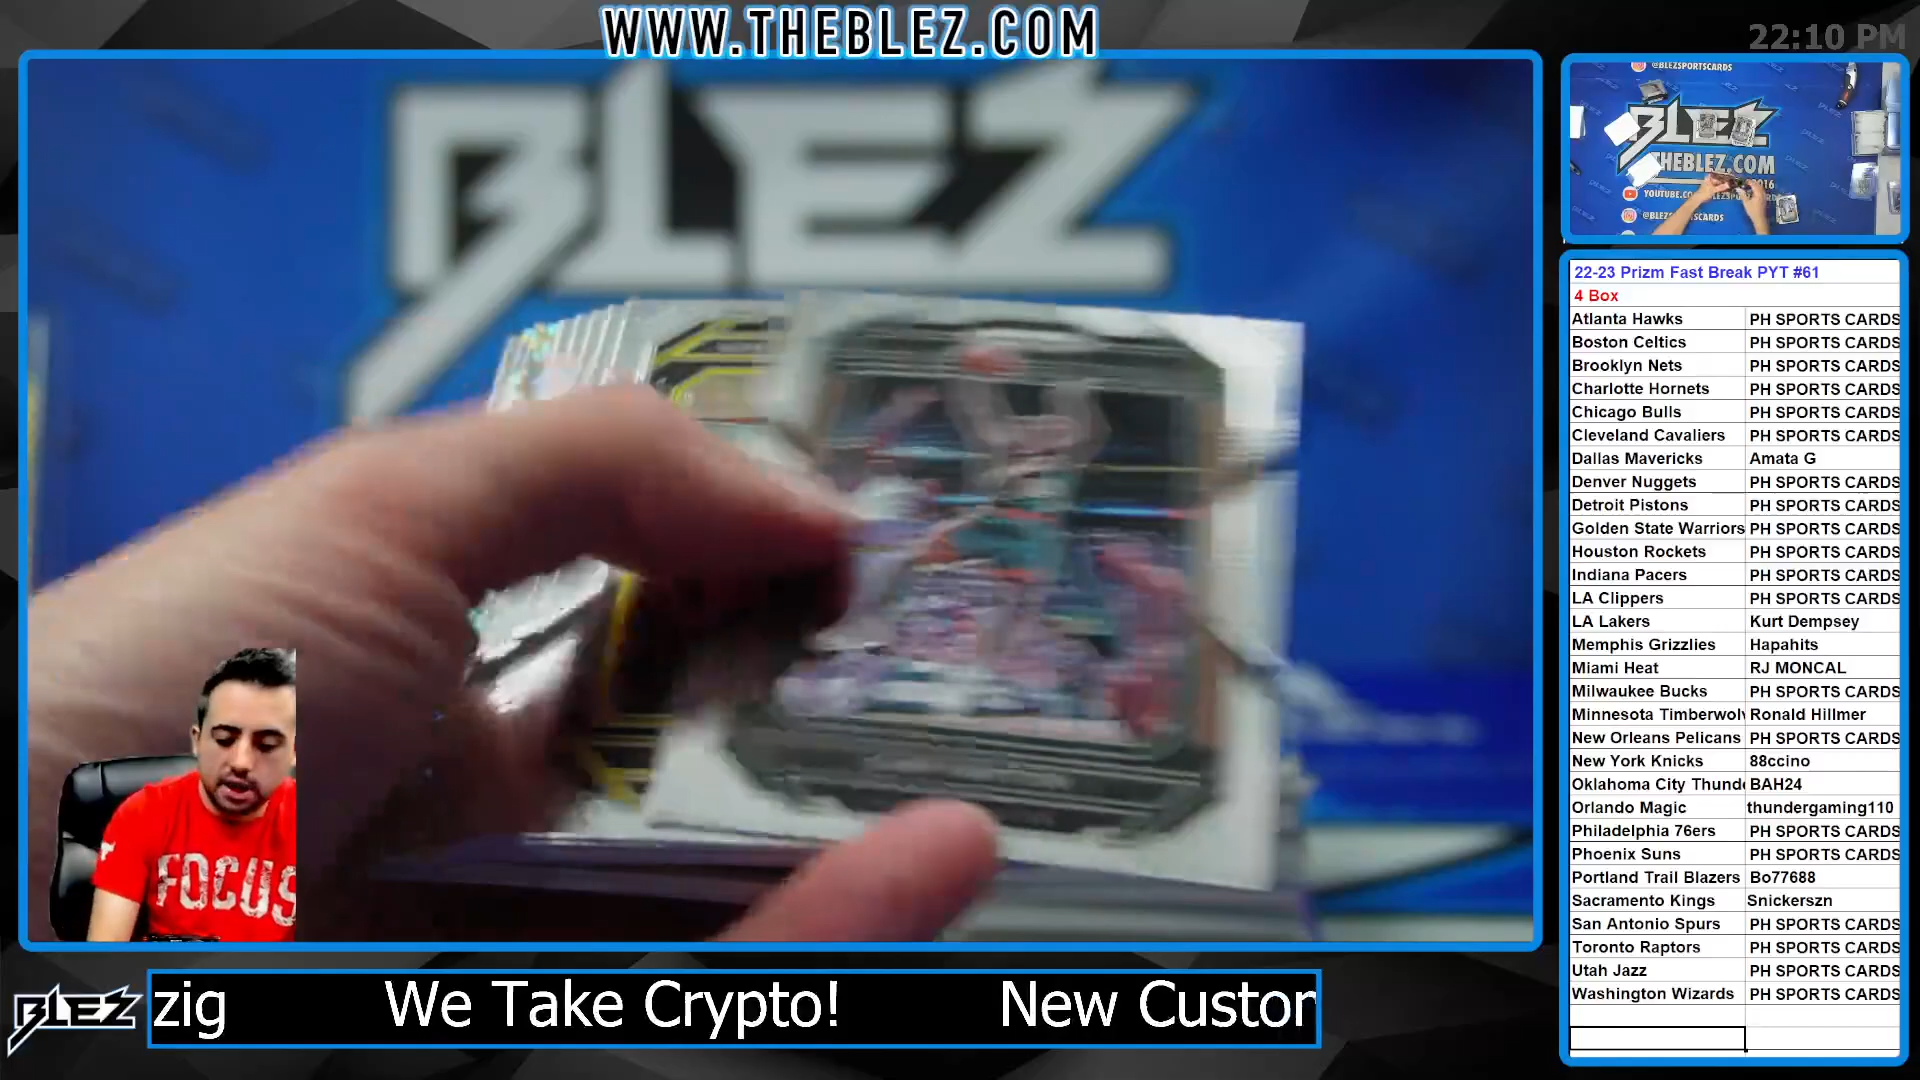 WWW.THEBLEZ.COM
22:10 PM
BLEZ
@BLEZSPORTSCARDS
BLEZ
THEBLEZ.COM
22-23 Prizm Fast Break PYT #61
4 Box
Atlanta Hawks PH SPORTS CARDS
Boston Celtics PH SPORTS CARDS
Brooklyn Nets PH SPORTS CARDS
Charlotte Hornets PH SPORTS CARDS
Chicago Bulls PH SPORTS CARDS
Cleveland Cavaliers PH SPORTS CARDS
Dallas Mavericks Amata G
Denver Nuggets PH SPORTS CARDS
Detroit Pistons PH SPORTS CARDS
Golden State Warriors PH SPORTS CARDS
Houston Rockets PH SPORTS CARDS
Indiana Pacers PH SPORTS CARDS
LA Clippers PH SPORTS CARDS
LA Lakers Kurt Dempsey
Memphis Grizzlies Hapahits
Miami Heat RJ MONCAL
Milwaukee Bucks PH SPORTS CARDS
Minnesota Timberwolv Ronald Hillmer
New Orleans Pelicans PH SPORTS CARDS
New York Knicks 88ccino
Oklahoma City Thunde BAH24
Orlando Magic thundergaming110
Philadelphia 76ers PH SPORTS CARDS
Phoenix Suns PH SPORTS CARDS
Portland Trail Blazers Bo77688
Sacramento Kings Snickerszn
San Antonio Spurs PH SPORTS CARDS
Toronto Raptors PH SPORTS CARDS
Utah Jazz PH SPORTS CARDS
Washington Wizards PH SPORTS CARDS
FOCUS
BLEZ
zig We Take Crypto! New Custom